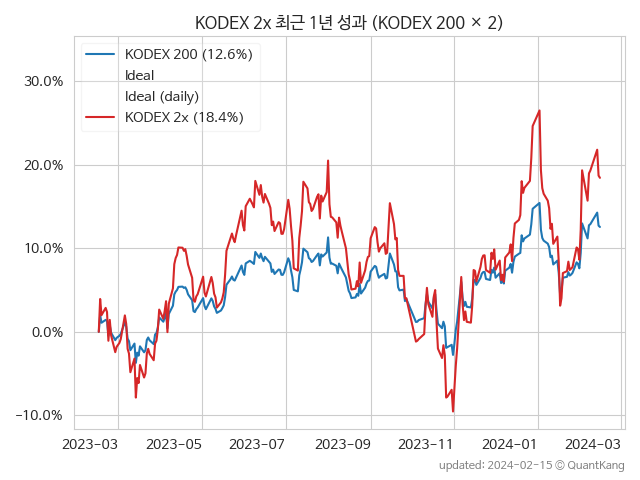 KODEX 2x 최근 1년 성과 (KODEX 200 × 2)
KODEX 200 (12.6%)
Ideal
Ideal (daily)
KODEX 2x (18.4%)
30.0%
20.0%
10.0%
0.0%
−10.0%
2023−03 2023−05 2023−07 2023−09 2023−11 2024−01 2024−03
updated: 2024-02-15 © QuantKang